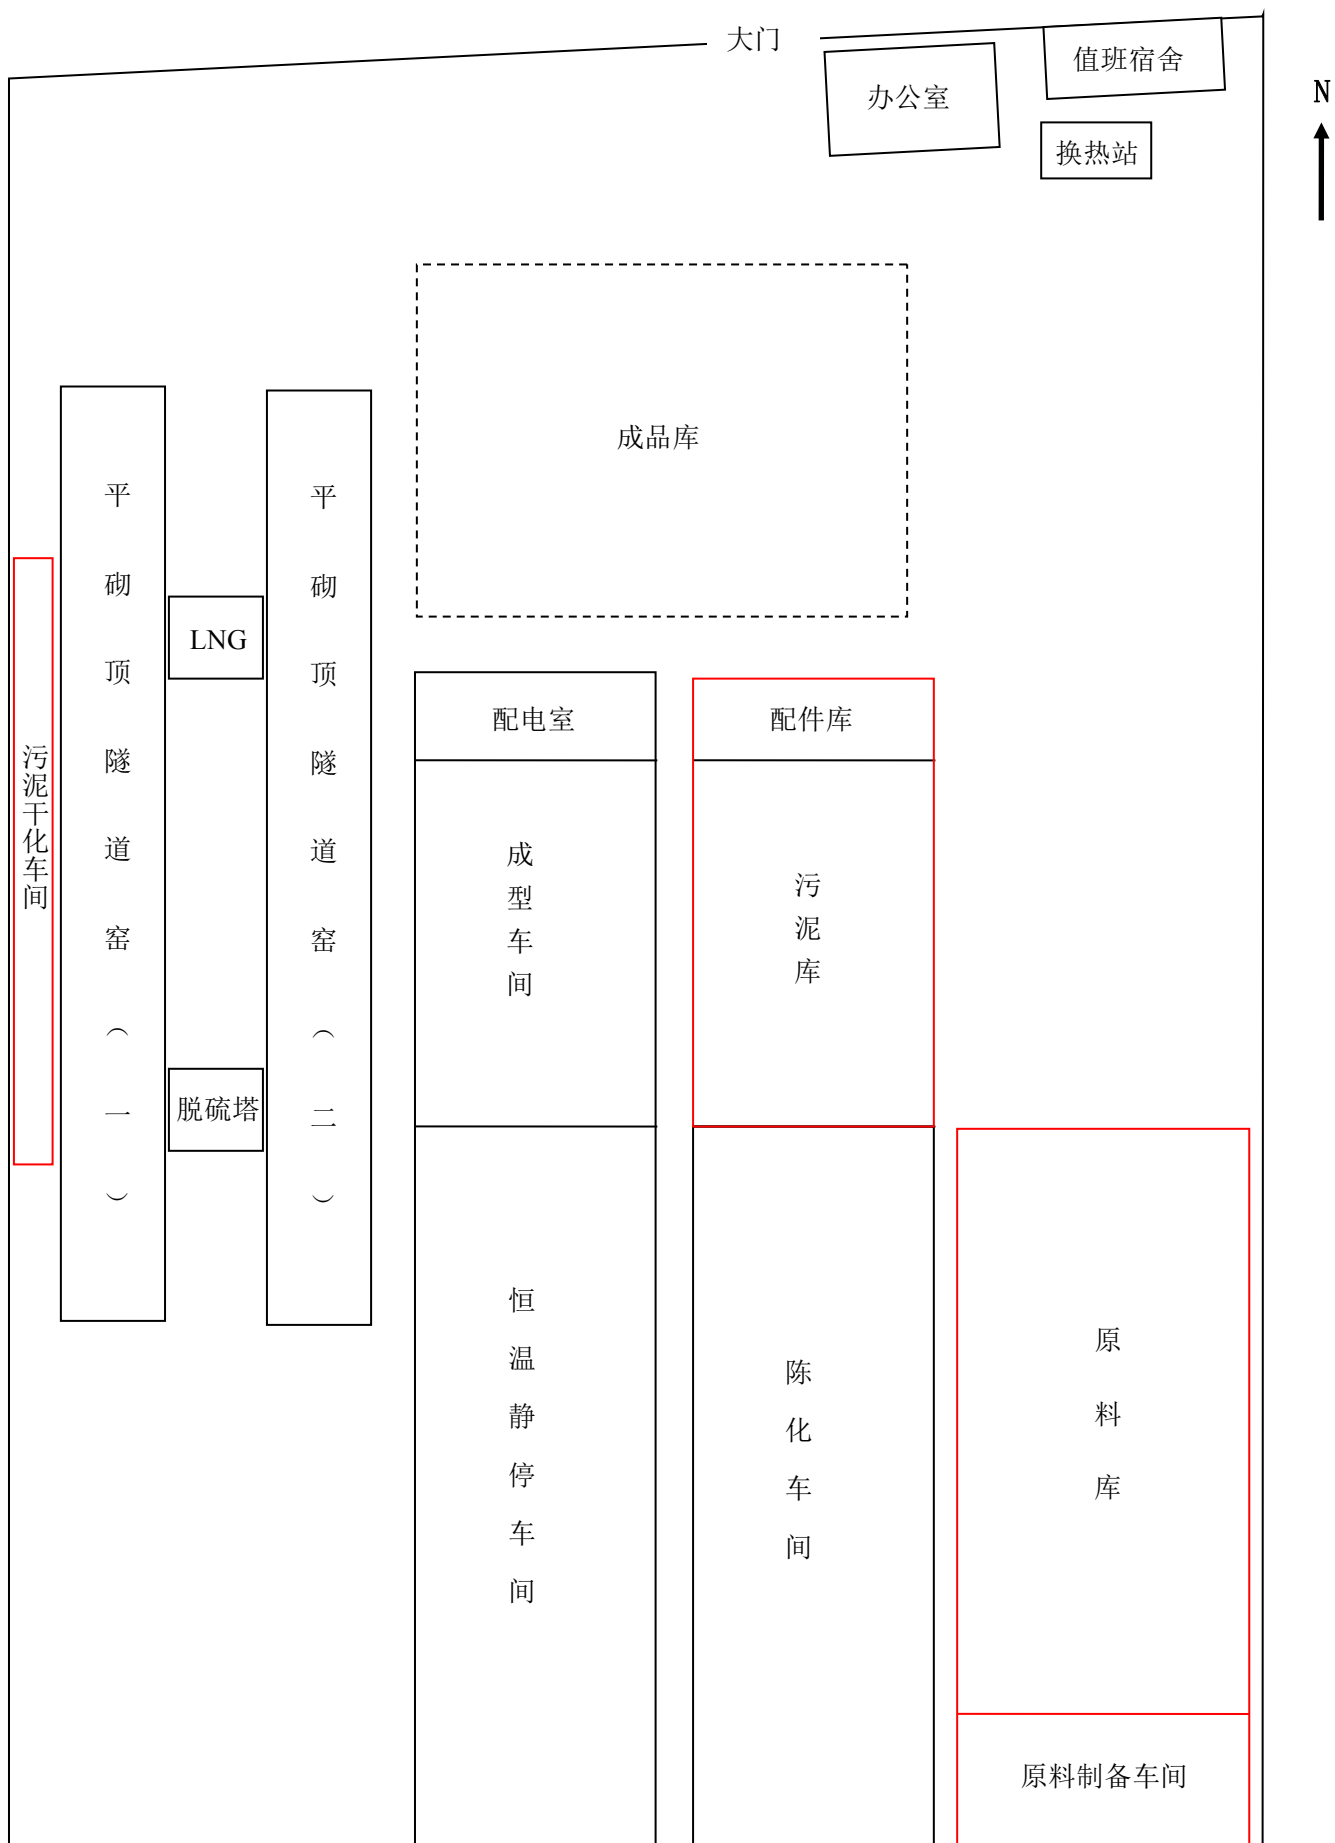 大门
值班宿舍
办公室
N
换热站
成品库
平砌顶隧道窑（一）
平砌顶隧道窑（二）
LNG
污泥干化车间
脱硫塔
配电室
配件库
成型车间
污泥库
恒温静停车间
陈化车间
原料库
原料制备车间